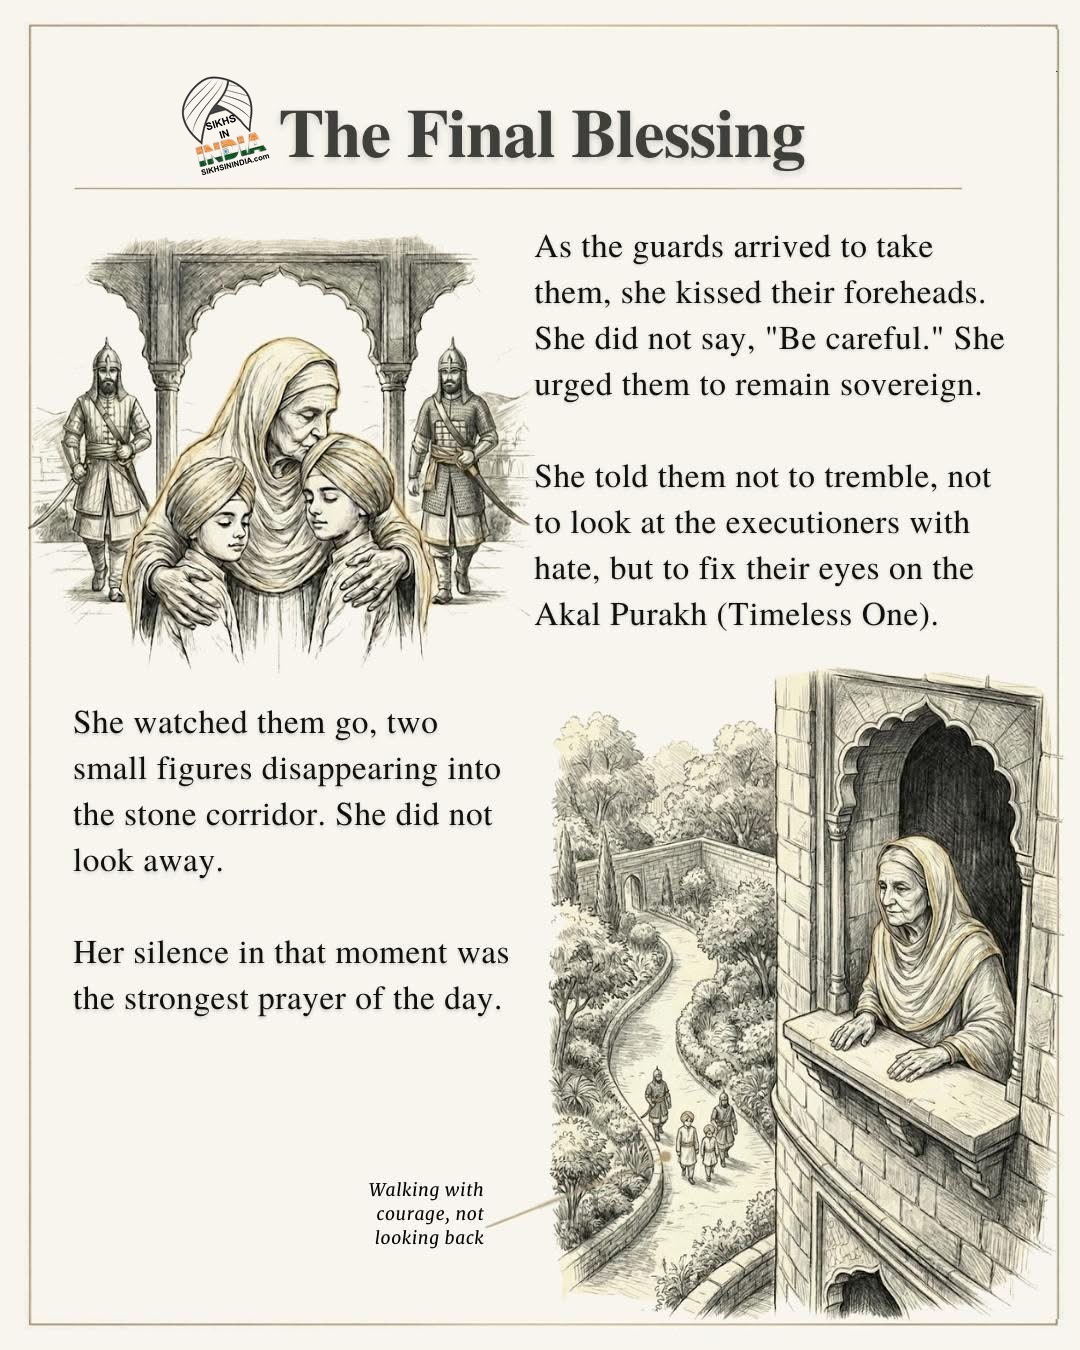 SIKHS
IN
INDIA
SIKHSININDIA.com
The Final Blessing
As the guards arrived to take
them, she kissed their foreheads.
She did not say, "Be careful." She
urged them to remain sovereign.
She told them not to tremble, not
to look at the executioners with
hate, but to fix their eyes on the
Akal Purakh (Timeless One).
She watched them go, two
small figures disappearing into
the stone corridor. She did not
look away.
Her silence in that moment was
the strongest prayer of the day.
Walking with
courage, not
looking back